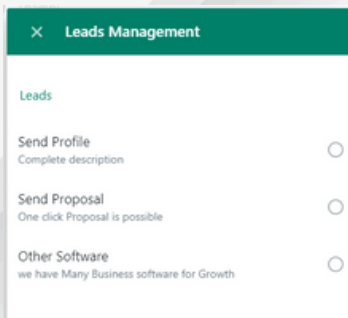 Leads Management
Leads
Send Profile
Complete description
Send Proposal
One click Proposal is possible
Other Software
we have Many Business software for Growth